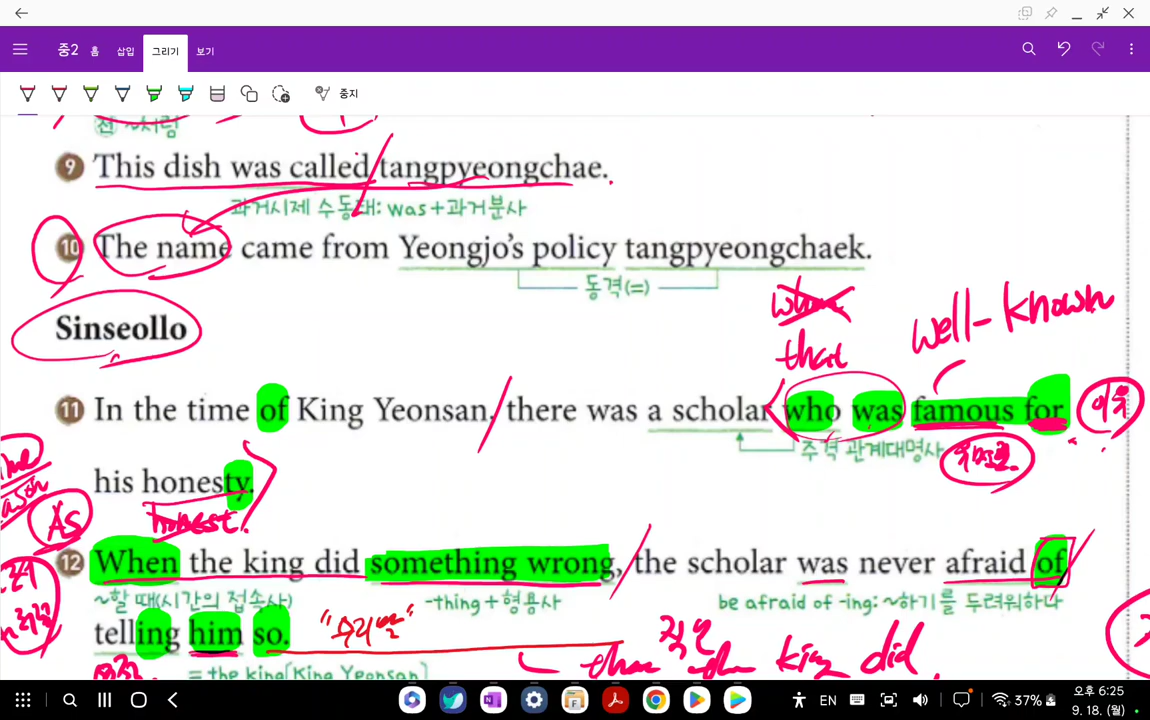 중2 홈 삽입 그리기 보기
중지
전 ~처럼
9 This dish was called tangpyeongchae.
과거시제 수동태: was+과거분사
10 The name came from Yeongjo's policy tangpyeongchaek.
동격(=)
Sinseollo
that
well-known
11 In the time of King Yeonsan, there was a scholar who was famous for
이유
주격 관계대명사
his honesty.
honest
AS
12 When the king did something wrong, the scholar was never afraid of
~할 때(시간의 접속사)
-thing+형용사
be afraid of -ing: ~하기를 두려워하다
telling him so.
king did
= the king(King Yeonsan)
EN 37% 오후 6:25
9. 18. (월)